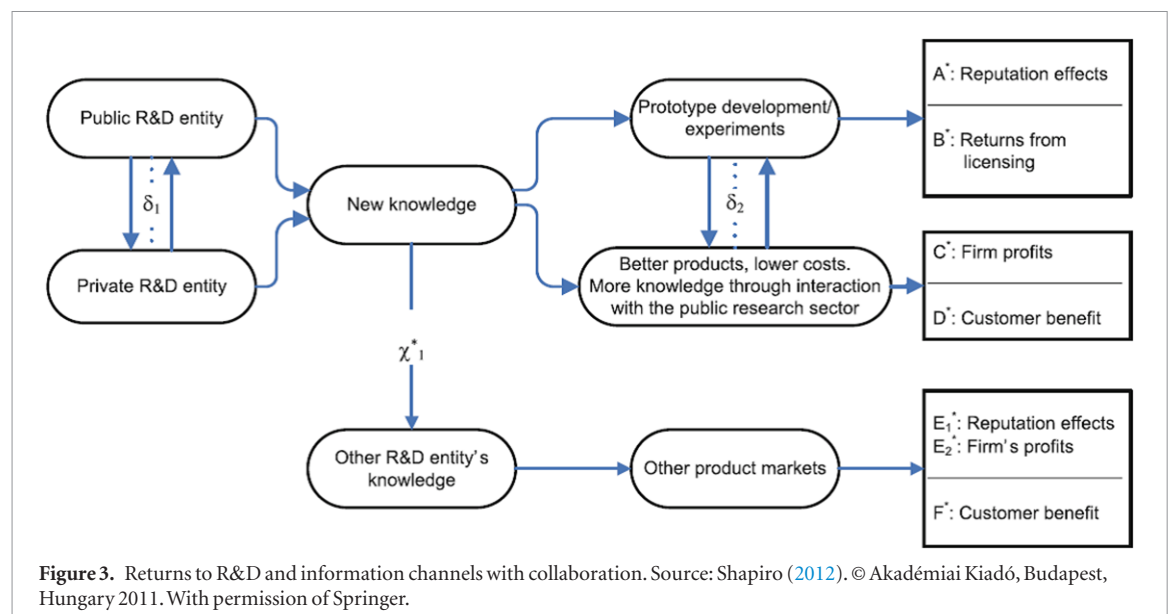 Public R&D entity
δ1
Private R&D entity
New knowledge
χ*1
Prototype development/
experiments
δ2
Better products, lower costs.
More knowledge through interaction
with the public research sector
A*: Reputation effects
B*: Returns from
licensing
C*: Firm profits
D*: Customer benefit
Other R&D entity's
knowledge
Other product markets
E1*: Reputation effects
E2*: Firm's profits
F*: Customer benefit
Figure 3. Returns to R&D and information channels with collaboration. Source: Shapiro (2012). © Akadémiai Kiadó, Budapest,
Hungary 2011. With permission of Springer.